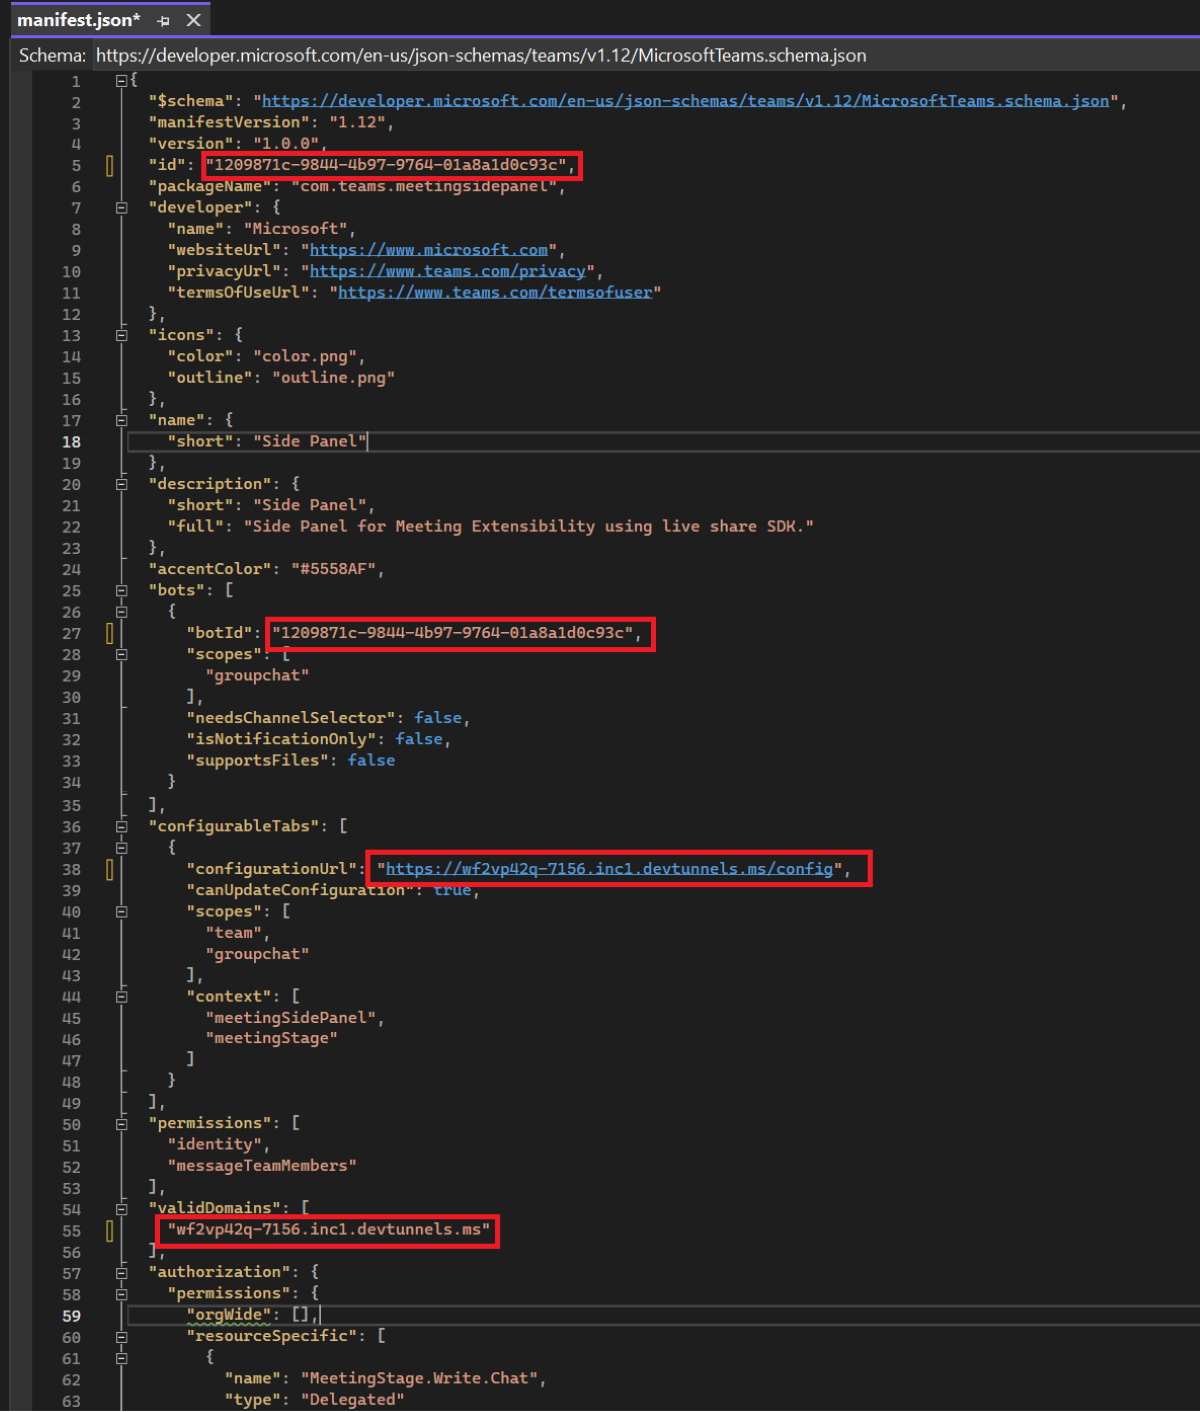 manifest.json*
Schema: https://developer.microsoft.com/en-us/json-schemas/teams/v1.12/MicrosoftTeams.schema.json
1 {
2 "$schema": "https://developer.microsoft.com/en-us/json-schemas/teams/v1.12/MicrosoftTeams.schema.json",
3 "manifestVersion": "1.12",
4 "version": "1.0.0",
5 "id": "1209871c-9844-4b97-9764-01a8a1d0c93c",
6 "packageName": "com.teams.meetingsidepanel",
7 "developer": {
8 "name": "Microsoft",
9 "websiteUrl": "https://www.microsoft.com",
10 "privacyUrl": "https://www.teams.com/privacy",
11 "termsOfUseUrl": "https://www.teams.com/termsofuser"
12 },
13 "icons": {
14 "color": "color.png",
15 "outline": "outline.png"
16 },
17 "name": {
18 "short": "Side Panel"
19 },
20 "description": {
21 "short": "Side Panel",
22 "full": "Side Panel for Meeting Extensibility using live share SDK."
23 },
24 "accentColor": "#5558AF",
25 "bots": [
26 {
27 "botId": "1209871c-9844-4b97-9764-01a8a1d0c93c",
28 "scopes": [
29 "groupchat"
30 ],
31 "needsChannelSelector": false,
32 "isNotificationOnly": false,
33 "supportsFiles": false
34 }
35 ],
36 "configurableTabs": [
37 {
38 "configurationUrl": "https://wf2vp42q-7156.inc1.devtunnels.ms/config",
39 "canUpdateConfiguration": true,
40 "scopes": [
41 "team",
42 "groupchat"
43 ],
44 "context": [
45 "meetingSidePanel",
46 "meetingStage"
47 ]
48 }
49 ],
50 "permissions": [
51 "identity",
52 "messageTeamMembers"
53 ],
54 "validDomains": [
55 "wf2vp42q-7156.inc1.devtunnels.ms"
56 ],
57 "authorization": {
58 "permissions": {
59 "orgWide": [],
60 "resourceSpecific": [
61 {
62 "name": "MeetingStage.Write.Chat",
63 "type": "Delegated"